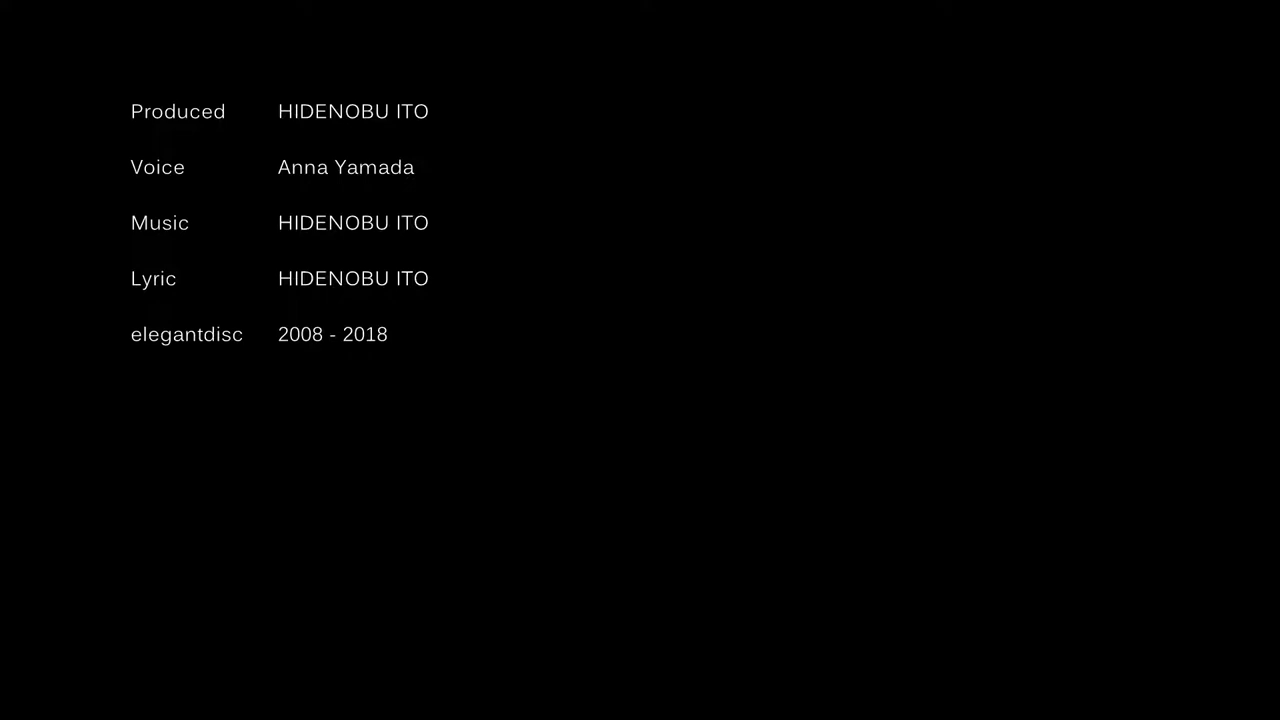 Produced HIDENOBU ITO
Voice Anna Yamada
Music HIDENOBU ITO
Lyric HIDENOBU ITO
elegantdisc 2008 - 2018